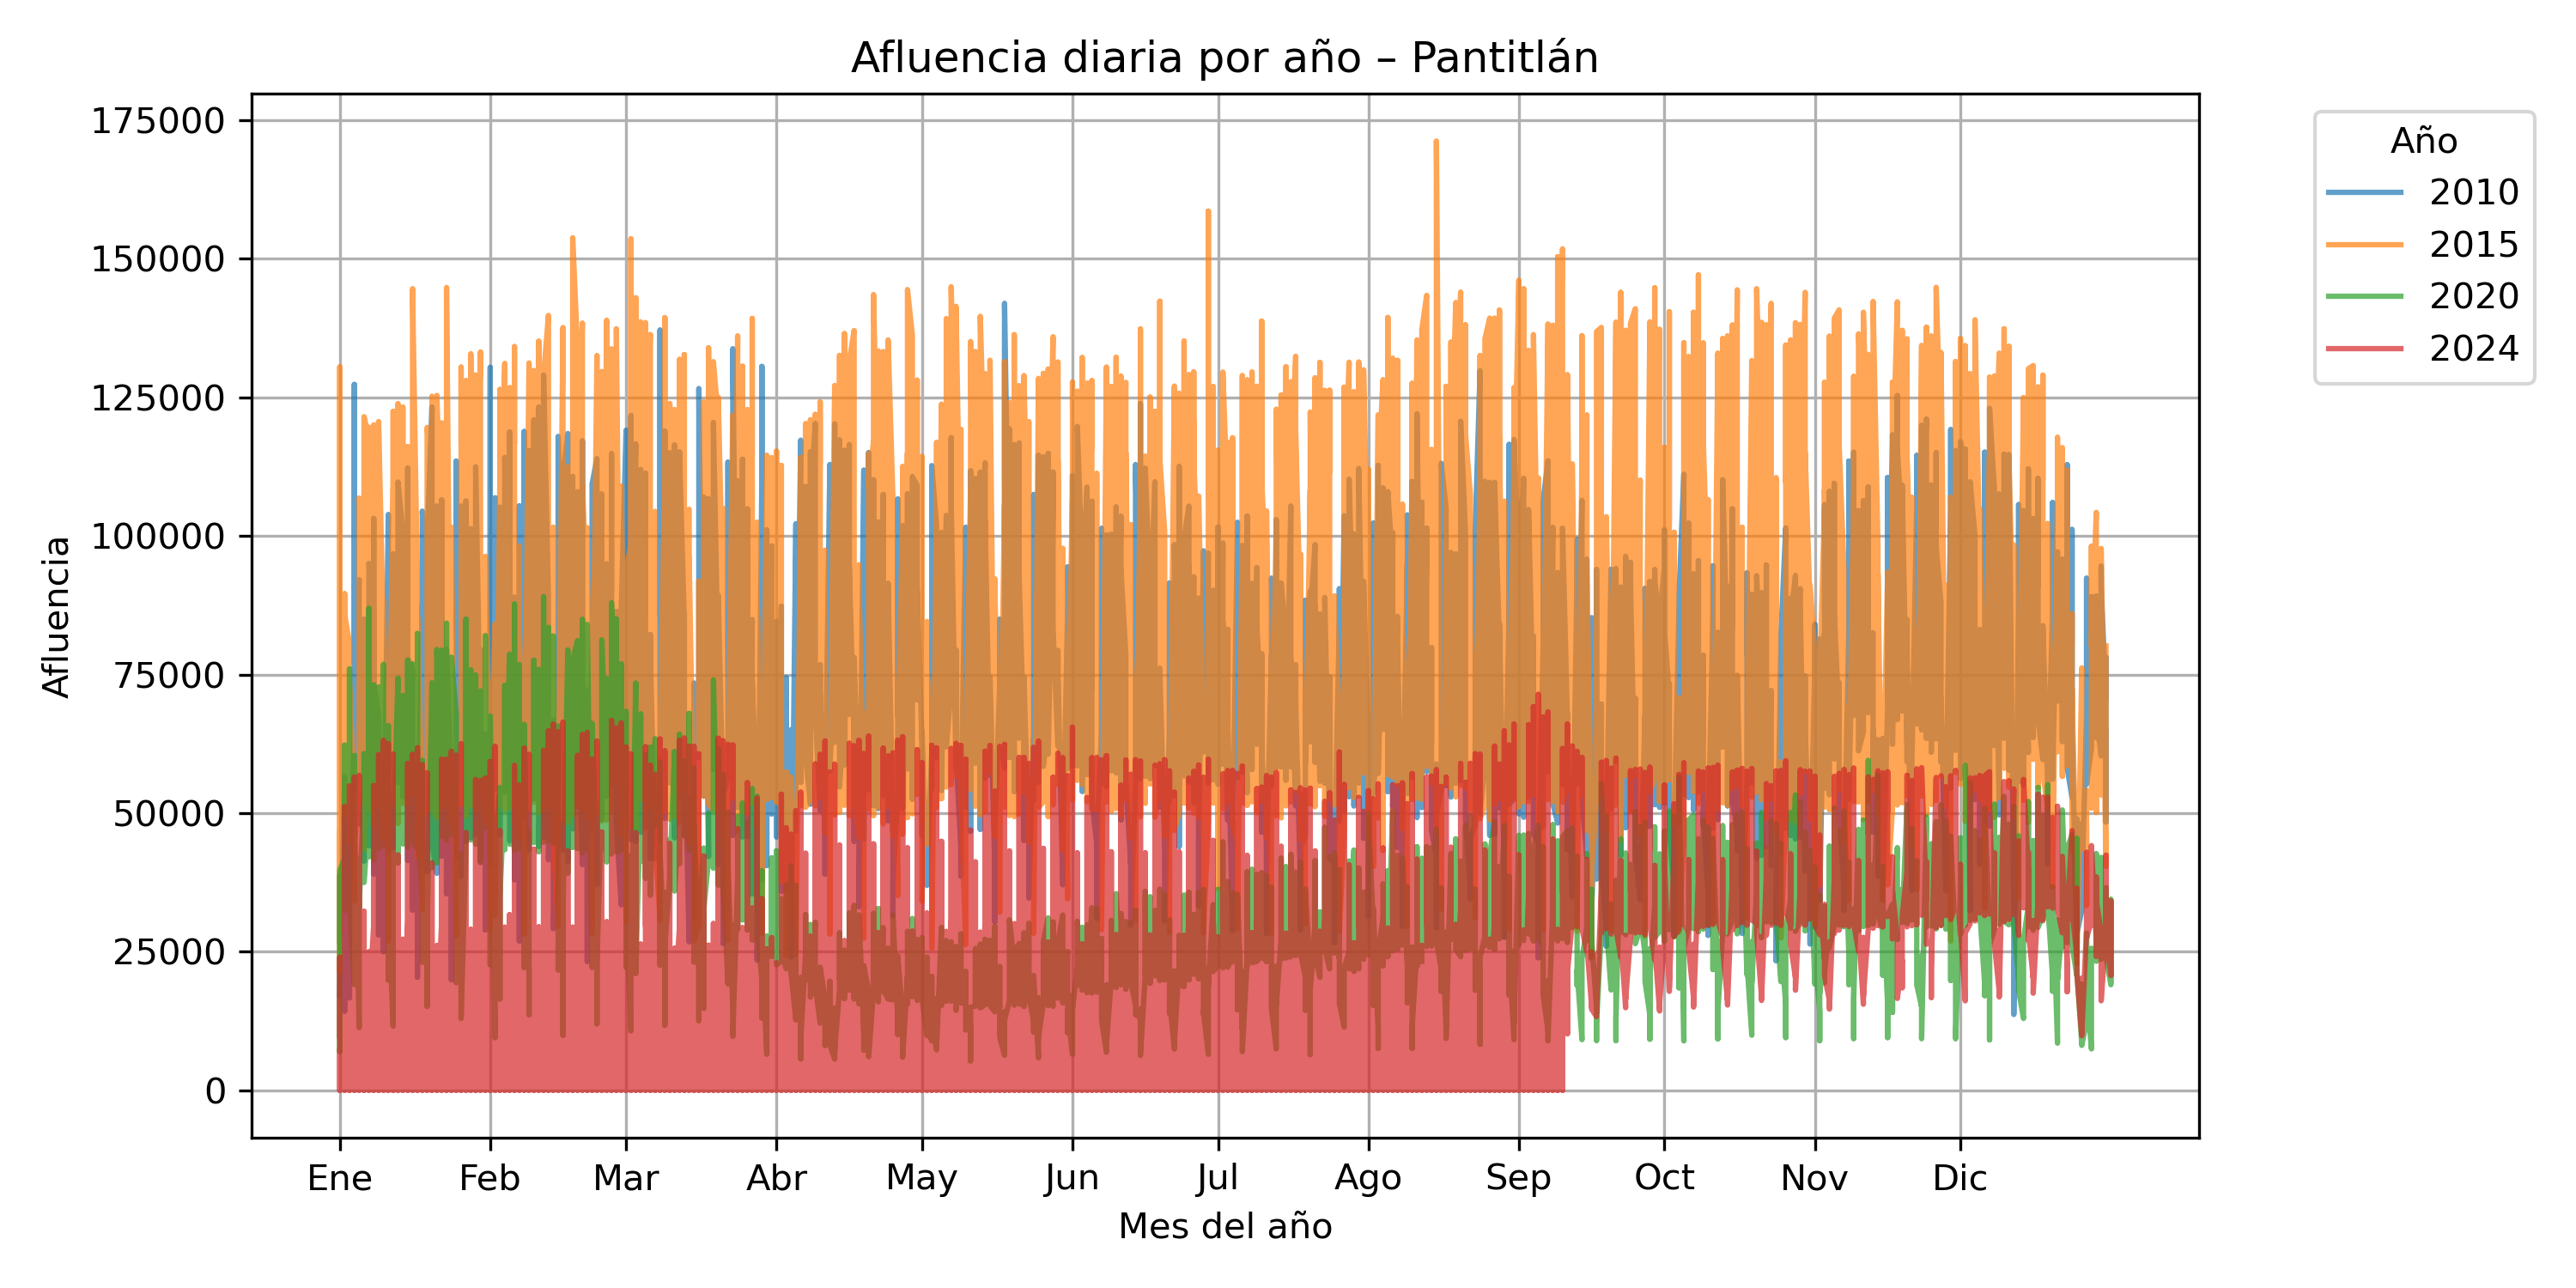 Afluencia diaria por año – Pantitlán
Afluencia
175000
150000
125000
100000
75000
50000
25000
0
Ene Feb Mar Abr May Jun Jul Ago Sep Oct Nov Dic
Mes del año
Año
2010
2015
2020
2024